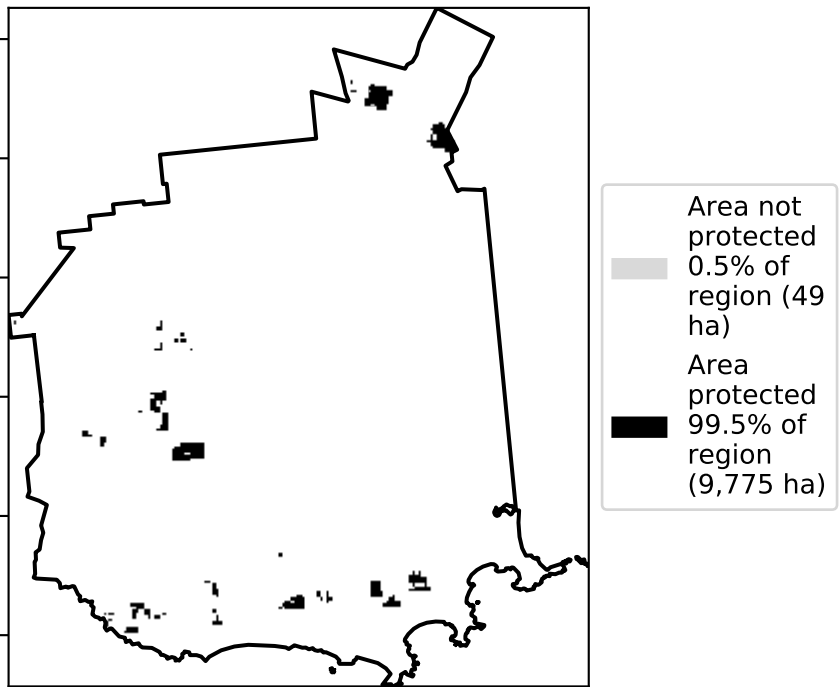 Area not
protected
0.5% of
region (49
ha)
Area
protected
99.5% of
region
(9,775 ha)